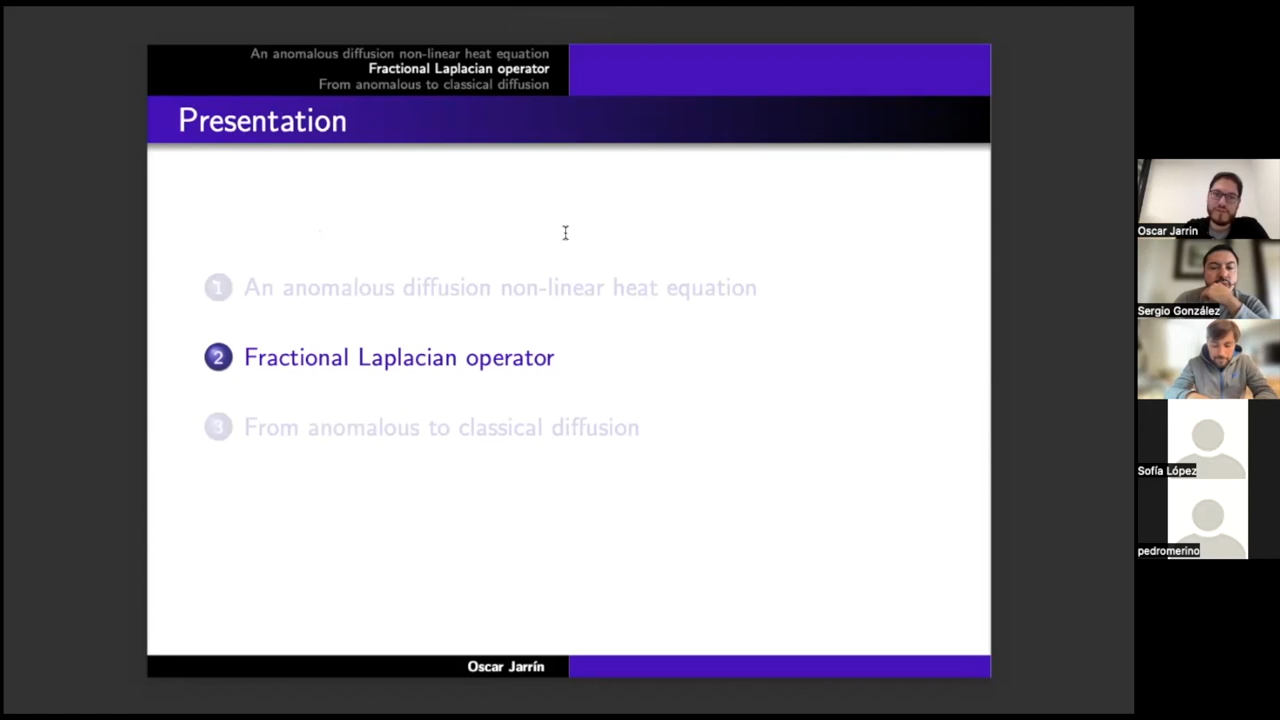 An anomalous diffusion non-linear heat equation
Fractional Laplacian operator
From anomalous to classical diffusion
Presentation
1 An anomalous diffusion non-linear heat equation
2 Fractional Laplacian operator
3 From anomalous to classical diffusion
Oscar Jarrín
Oscar Jarrin
Sergio González
Sofía López
pedromerino